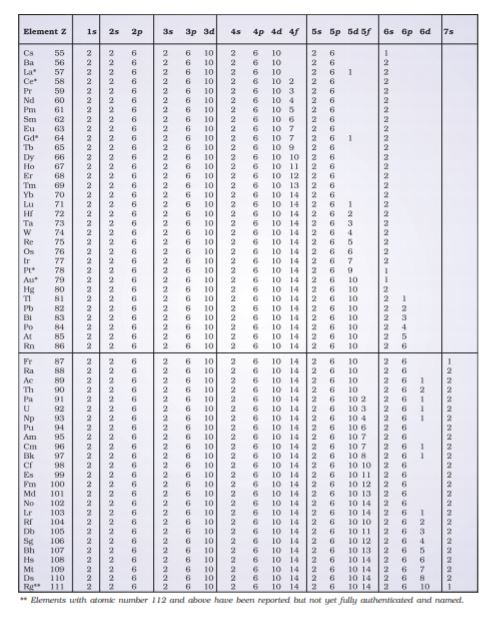 Element Z 1s 2s 2p 3s 3p 3d 4s 4p 4d 4f 5s 5p 5d 5f 6s 6p 6d 7s
Cs 55 2 2 6 2 6 10 2 6 10 2 6 1
Ba 56 2 2 6 2 6 10 2 6 10 2 6 2
La* 57 2 2 6 2 6 10 2 6 10 2 6 1 2
Ce* 58 2 2 6 2 6 10 2 6 10 2 2 6 2
Pr 59 2 2 6 2 6 10 2 6 10 3 2 6 2
Nd 60 2 2 6 2 6 10 2 6 10 4 2 6 2
Pm 61 2 2 6 2 6 10 2 6 10 5 2 6 2
Sm 62 2 2 6 2 6 10 2 6 10 6 2 6 2
Eu 63 2 2 6 2 6 10 2 6 10 7 2 6 2
Gd* 64 2 2 6 2 6 10 2 6 10 7 2 6 1 2
Tb 65 2 2 6 2 6 10 2 6 10 9 2 6 2
Dy 66 2 2 6 2 6 10 2 6 10 10 2 6 2
Ho 67 2 2 6 2 6 10 2 6 10 11 2 6 2
Er 68 2 2 6 2 6 10 2 6 10 12 2 6 2
Tm 69 2 2 6 2 6 10 2 6 10 13 2 6 2
Yb 70 2 2 6 2 6 10 2 6 10 14 2 6 2
Lu 71 2 2 6 2 6 10 2 6 10 14 2 6 1 2
Hf 72 2 2 6 2 6 10 2 6 10 14 2 6 2 2
Ta 73 2 2 6 2 6 10 2 6 10 14 2 6 3 2
W 74 2 2 6 2 6 10 2 6 10 14 2 6 4 2
Re 75 2 2 6 2 6 10 2 6 10 14 2 6 5 2
Os 76 2 2 6 2 6 10 2 6 10 14 2 6 6 2
Ir 77 2 2 6 2 6 10 2 6 10 14 2 6 7 2
Pt* 78 2 2 6 2 6 10 2 6 10 14 2 6 9 1
Au* 79 2 2 6 2 6 10 2 6 10 14 2 6 10 1
Hg 80 2 2 6 2 6 10 2 6 10 14 2 6 10 2
Tl 81 2 2 6 2 6 10 2 6 10 14 2 6 10 2 1
Pb 82 2 2 6 2 6 10 2 6 10 14 2 6 10 2 2
Bi 83 2 2 6 2 6 10 2 6 10 14 2 6 10 2 3
Po 84 2 2 6 2 6 10 2 6 10 14 2 6 10 2 4
At 85 2 2 6 2 6 10 2 6 10 14 2 6 10 2 5
Rn 86 2 2 6 2 6 10 2 6 10 14 2 6 10 2 6
Fr 87 2 2 6 2 6 10 2 6 10 14 2 6 10 2 6 1
Ra 88 2 2 6 2 6 10 2 6 10 14 2 6 10 2 6 2
Ac 89 2 2 6 2 6 10 2 6 10 14 2 6 10 2 6 1 2
Th 90 2 2 6 2 6 10 2 6 10 14 2 6 10 2 6 2 2
Pa 91 2 2 6 2 6 10 2 6 10 14 2 6 10 2 2 6 1 2
U 92 2 2 6 2 6 10 2 6 10 14 2 6 10 3 2 6 1 2
Np 93 2 2 6 2 6 10 2 6 10 14 2 6 10 4 2 6 1 2
Pu 94 2 2 6 2 6 10 2 6 10 14 2 6 10 6 2 6 2
Am 95 2 2 6 2 6 10 2 6 10 14 2 6 10 7 2 6 2
Cm 96 2 2 6 2 6 10 2 6 10 14 2 6 10 7 2 6 1 2
Bk 97 2 2 6 2 6 10 2 6 10 14 2 6 10 8 2 6 1 2
Cf 98 2 2 6 2 6 10 2 6 10 14 2 6 10 10 2 6 2
Es 99 2 2 6 2 6 10 2 6 10 14 2 6 10 11 2 6 2
Fm 100 2 2 6 2 6 10 2 6 10 14 2 6 10 12 2 6 2
Md 101 2 2 6 2 6 10 2 6 10 14 2 6 10 13 2 6 2
No 102 2 2 6 2 6 10 2 6 10 14 2 6 10 14 2 6 2
Lr 103 2 2 6 2 6 10 2 6 10 14 2 6 10 14 2 6 1 2
Rf 104 2 2 6 2 6 10 2 6 10 14 2 6 10 10 2 6 2 2
Db 105 2 2 6 2 6 10 2 6 10 14 2 6 10 11 2 6 3 2
Sg 106 2 2 6 2 6 10 2 6 10 14 2 6 10 12 2 6 4 2
Bh 107 2 2 6 2 6 10 2 6 10 14 2 6 10 13 2 6 5 2
Hs 108 2 2 6 2 6 10 2 6 10 14 2 6 10 14 2 6 6 2
Mt 109 2 2 6 2 6 10 2 6 10 14 2 6 10 14 2 6 7 2
Ds 110 2 2 6 2 6 10 2 6 10 14 2 6 10 14 2 6 8 2
Rg** 111 2 2 6 2 6 10 2 6 10 14 2 6 10 14 2 6 10 1
** Elements with atomic number 112 and above have been reported but not yet fully authenticated and named.